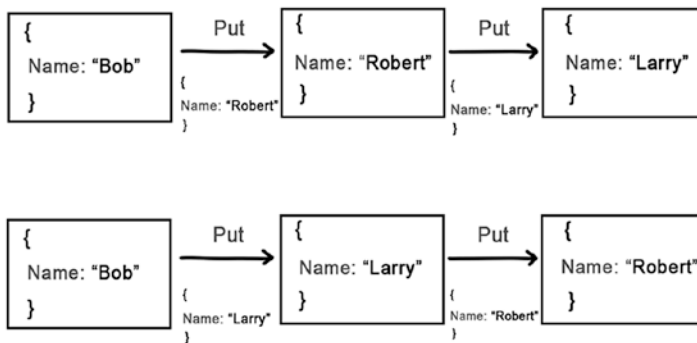 {
Name: “Bob”
}
Put
{
Name: “Robert”
}
{
Name: “Robert”
}
Put
{
Name: “Larry”
}
{
Name: “Larry”
}
{
Name: “Bob”
}
Put
{
Name: “Larry”
}
{
Name: “Larry”
}
Put
{
Name: “Robert”
}
{
Name: “Robert”
}